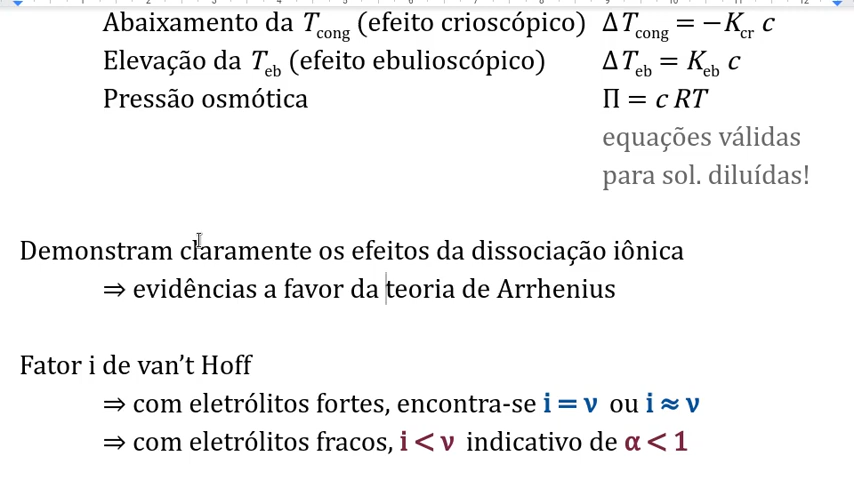 Abaixamento da T_cong (efeito crioscópico) ΔT_cong = −K_cr c
Elevação da T_eb (efeito ebulioscópico) ΔT_eb = K_eb c
Pressão osmótica Π = c RT
equações válidas
para sol. diluídas!
Demonstram claramente os efeitos da dissociação iônica
⇒ evidências a favor da teoria de Arrhenius
Fator i de van’t Hoff
⇒ com eletrólitos fortes, encontra-se i = ν ou i ≈ ν
⇒ com eletrólitos fracos, i < ν indicativo de α < 1